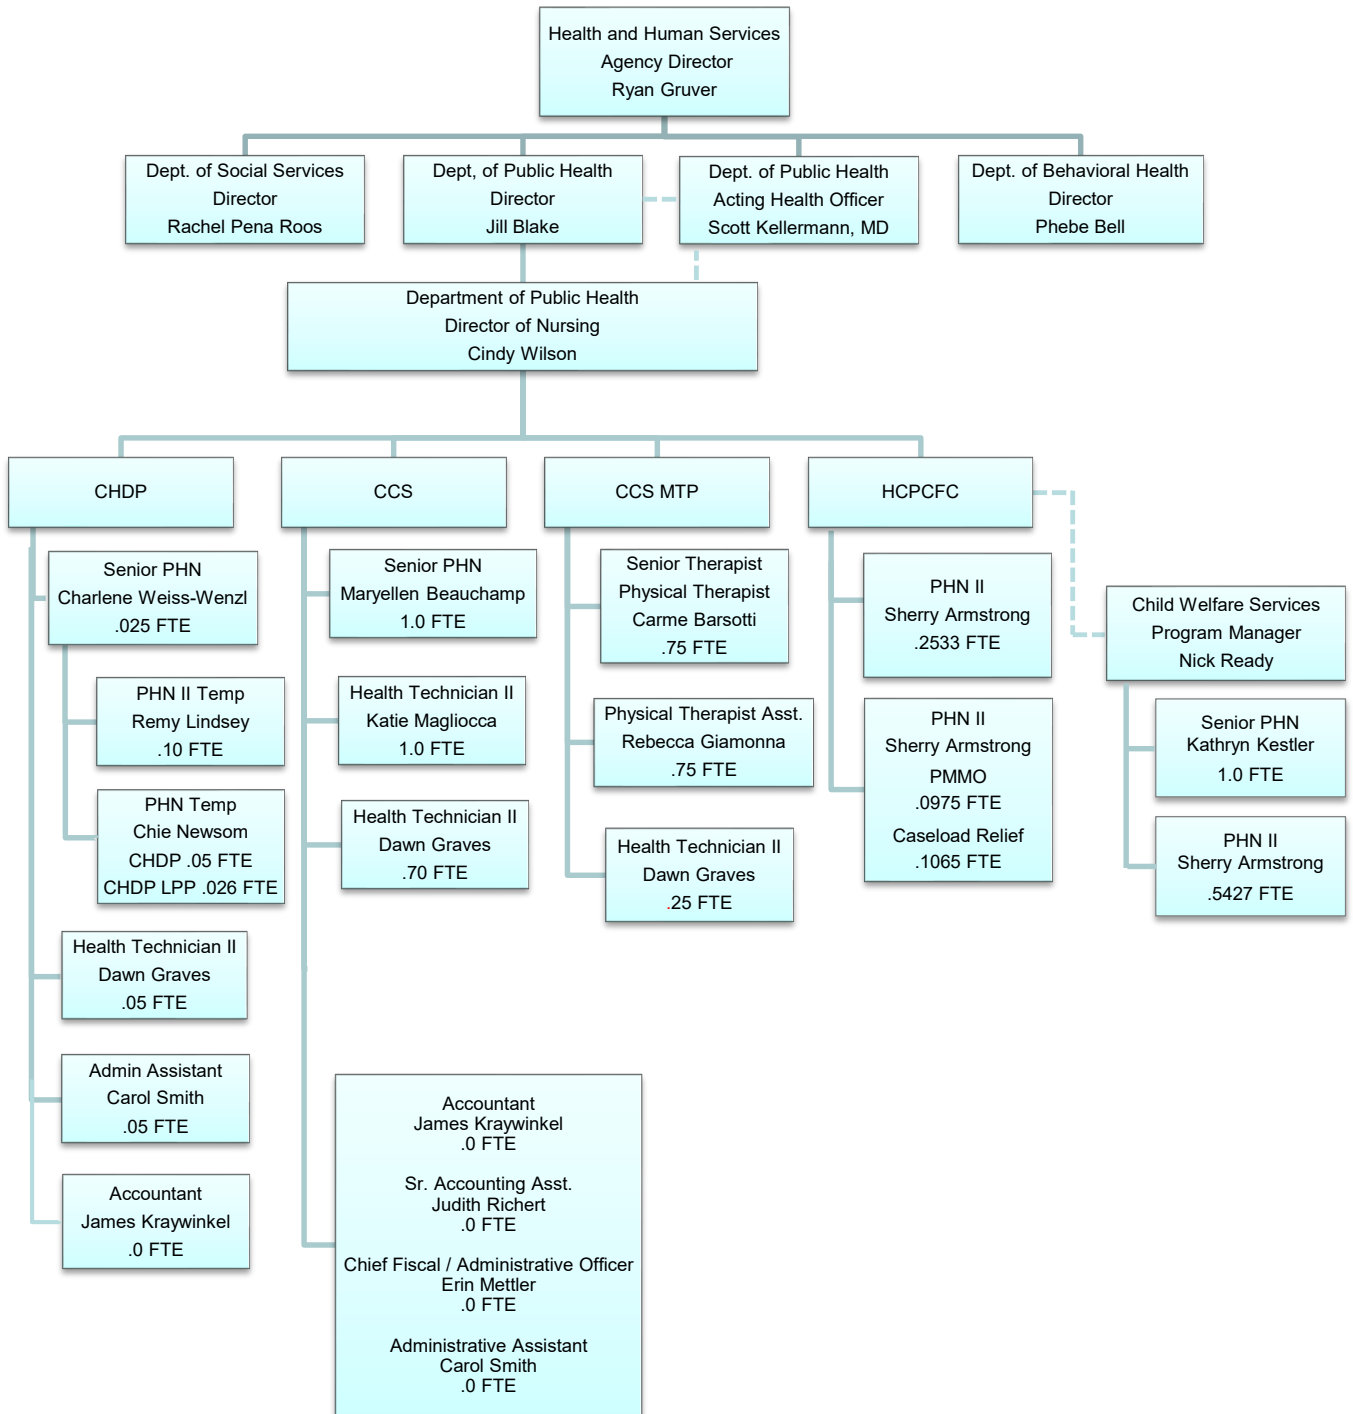 Health and Human Services
Agency Director
Ryan Gruver
Dept. of Social Services
Director
Rachel Pena Roos
Dept, of Public Health
Director
Jill Blake
Dept. of Public Health
Acting Health Officer
Scott Kellermann, MD
Dept. of Behavioral Health
Director
Phebe Bell
Department of Public Health
Director of Nursing
Cindy Wilson
CHDP
Senior PHN
Charlene Weiss-Wenzl
.025 FTE
PHN II Temp
Remy Lindsey
.10 FTE
PHN Temp
Chie Newsom
CHDP .05 FTE
CHDP LPP .026 FTE
Health Technician II
Dawn Graves
.05 FTE
Admin Assistant
Carol Smith
.05 FTE
Accountant
James Kraywinkel
.0 FTE
CCS
Senior PHN
Maryellen Beauchamp
1.0 FTE
Health Technician II
Katie Magliocca
1.0 FTE
Health Technician II
Dawn Graves
.70 FTE
Accountant
James Kraywinkel
.0 FTE
Sr. Accounting Asst.
Judith Richert
.0 FTE
Chief Fiscal / Administrative Officer
Erin Mettler
.0 FTE
Administrative Assistant
Carol Smith
.0 FTE
CCS MTP
Senior Therapist
Physical Therapist
Carme Barsotti
.75 FTE
Physical Therapist Asst.
Rebecca Giamonna
.75 FTE
Health Technician II
Dawn Graves
.25 FTE
HCPCFC
PHN II
Sherry Armstrong
.2533 FTE
PHN II
Sherry Armstrong
PMMO
.0975 FTE
Caseload Relief
.1065 FTE
Child Welfare Services
Program Manager
Nick Ready
Senior PHN
Kathryn Kestler
1.0 FTE
PHN II
Sherry Armstrong
.5427 FTE